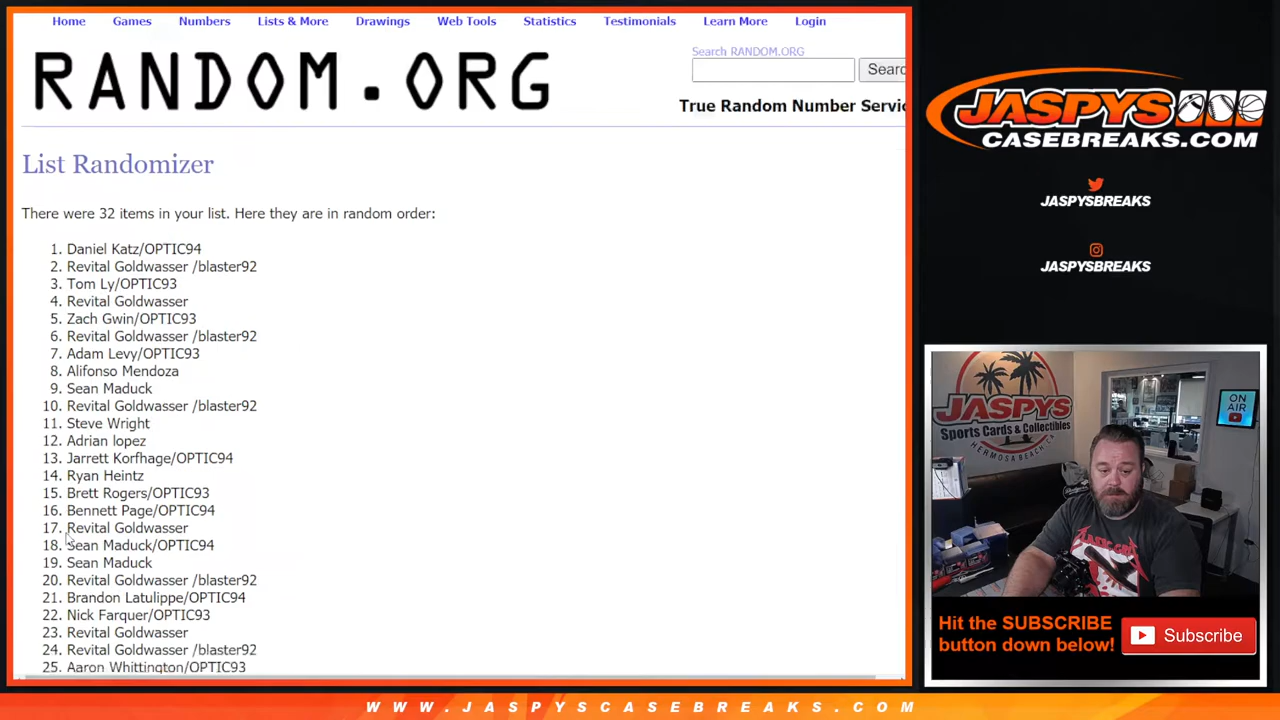 Home Games Numbers Lists & More Drawings Web Tools Statistics Testimonials Learn More Login
RANDOM.ORG
Search RANDOM.ORG
Searc
True Random Number Servic
List Randomizer
There were 32 items in your list. Here they are in random order:
1. Daniel Katz/OPTIC94
2. Revital Goldwasser /blaster92
3. Tom Ly/OPTIC93
4. Revital Goldwasser
5. Zach Gwin/OPTIC93
6. Revital Goldwasser /blaster92
7. Adam Levy/OPTIC93
8. Alifonso Mendoza
9. Sean Maduck
10. Revital Goldwasser /blaster92
11. Steve Wright
12. Adrian lopez
13. Jarrett Korfhage/OPTIC94
14. Ryan Heintz
15. Brett Rogers/OPTIC93
16. Bennett Page/OPTIC94
17. Revital Goldwasser
18. Sean Maduck/OPTIC94
19. Sean Maduck
20. Revital Goldwasser /blaster92
21. Brandon Latulippe/OPTIC94
22. Nick Farquer/OPTIC93
23. Revital Goldwasser
24. Revital Goldwasser /blaster92
25. Aaron Whittington/OPTIC93
JASPYS
CASEBREAKS.COM
JASPYSBREAKS
JASPYSBREAKS
JASPYS
Sports Cards & Collectibles
HERMOSA BEACH, CA
ON
AIR
Hit the SUBSCRIBE
button down below!
Subscribe
WWW.JASPYSCASEBREAKS.COM